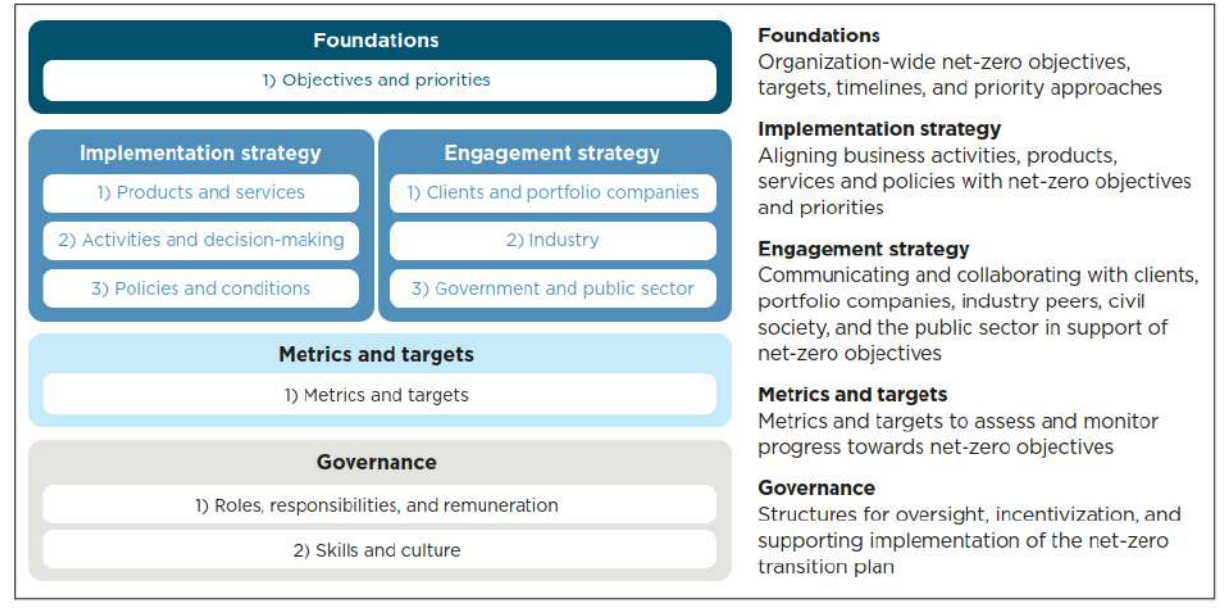 Foundations
1) Objectives and priorities
Implementation strategy
1) Products and services
2) Activities and decision-making
3) Policies and conditions
Engagement strategy
1) Clients and portfolio companies
2) Industry
3) Government and public sector
Metrics and targets
1) Metrics and targets
Governance
1) Roles, responsibilities, and remuneration
2) Skills and culture
Foundations
Organization-wide net-zero objectives,
targets, timelines, and priority approaches
Implementation strategy
Aligning business activities, products,
services and policies with net-zero objectives
and priorities
Engagement strategy
Communicating and collaborating with clients,
portfolio companies, industry peers, civil
society, and the public sector in support of
net-zero objectives
Metrics and targets
Metrics and targets to assess and monitor
progress towards net-zero objectives
Governance
Structures for oversight, incentivization, and
supporting implementation of the net-zero
transition plan